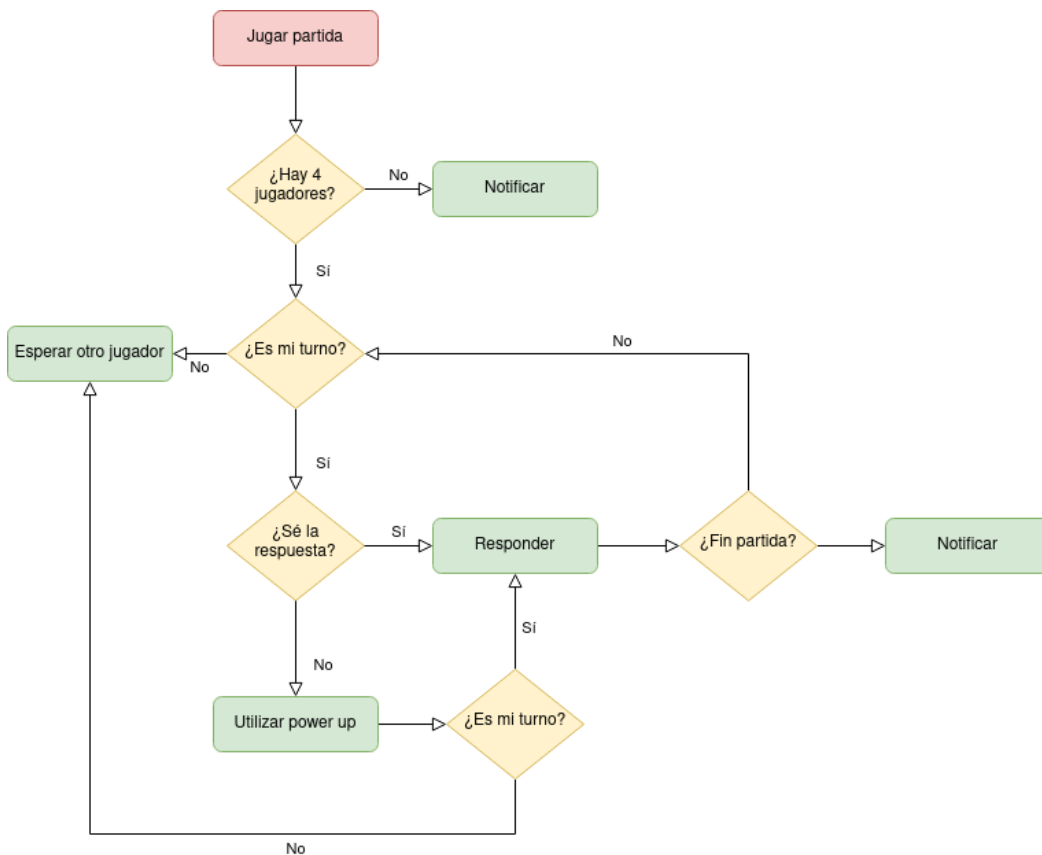 Jugar partida
¿Hay 4
jugadores?
No
Notificar
Sí
Esperar otro jugador
No
¿Es mi turno?
No
Sí
¿Sé la
respuesta?
Sí
Responder
¿Fin partida?
Notificar
Sí
No
Utilizar power up
¿Es mi turno?
No